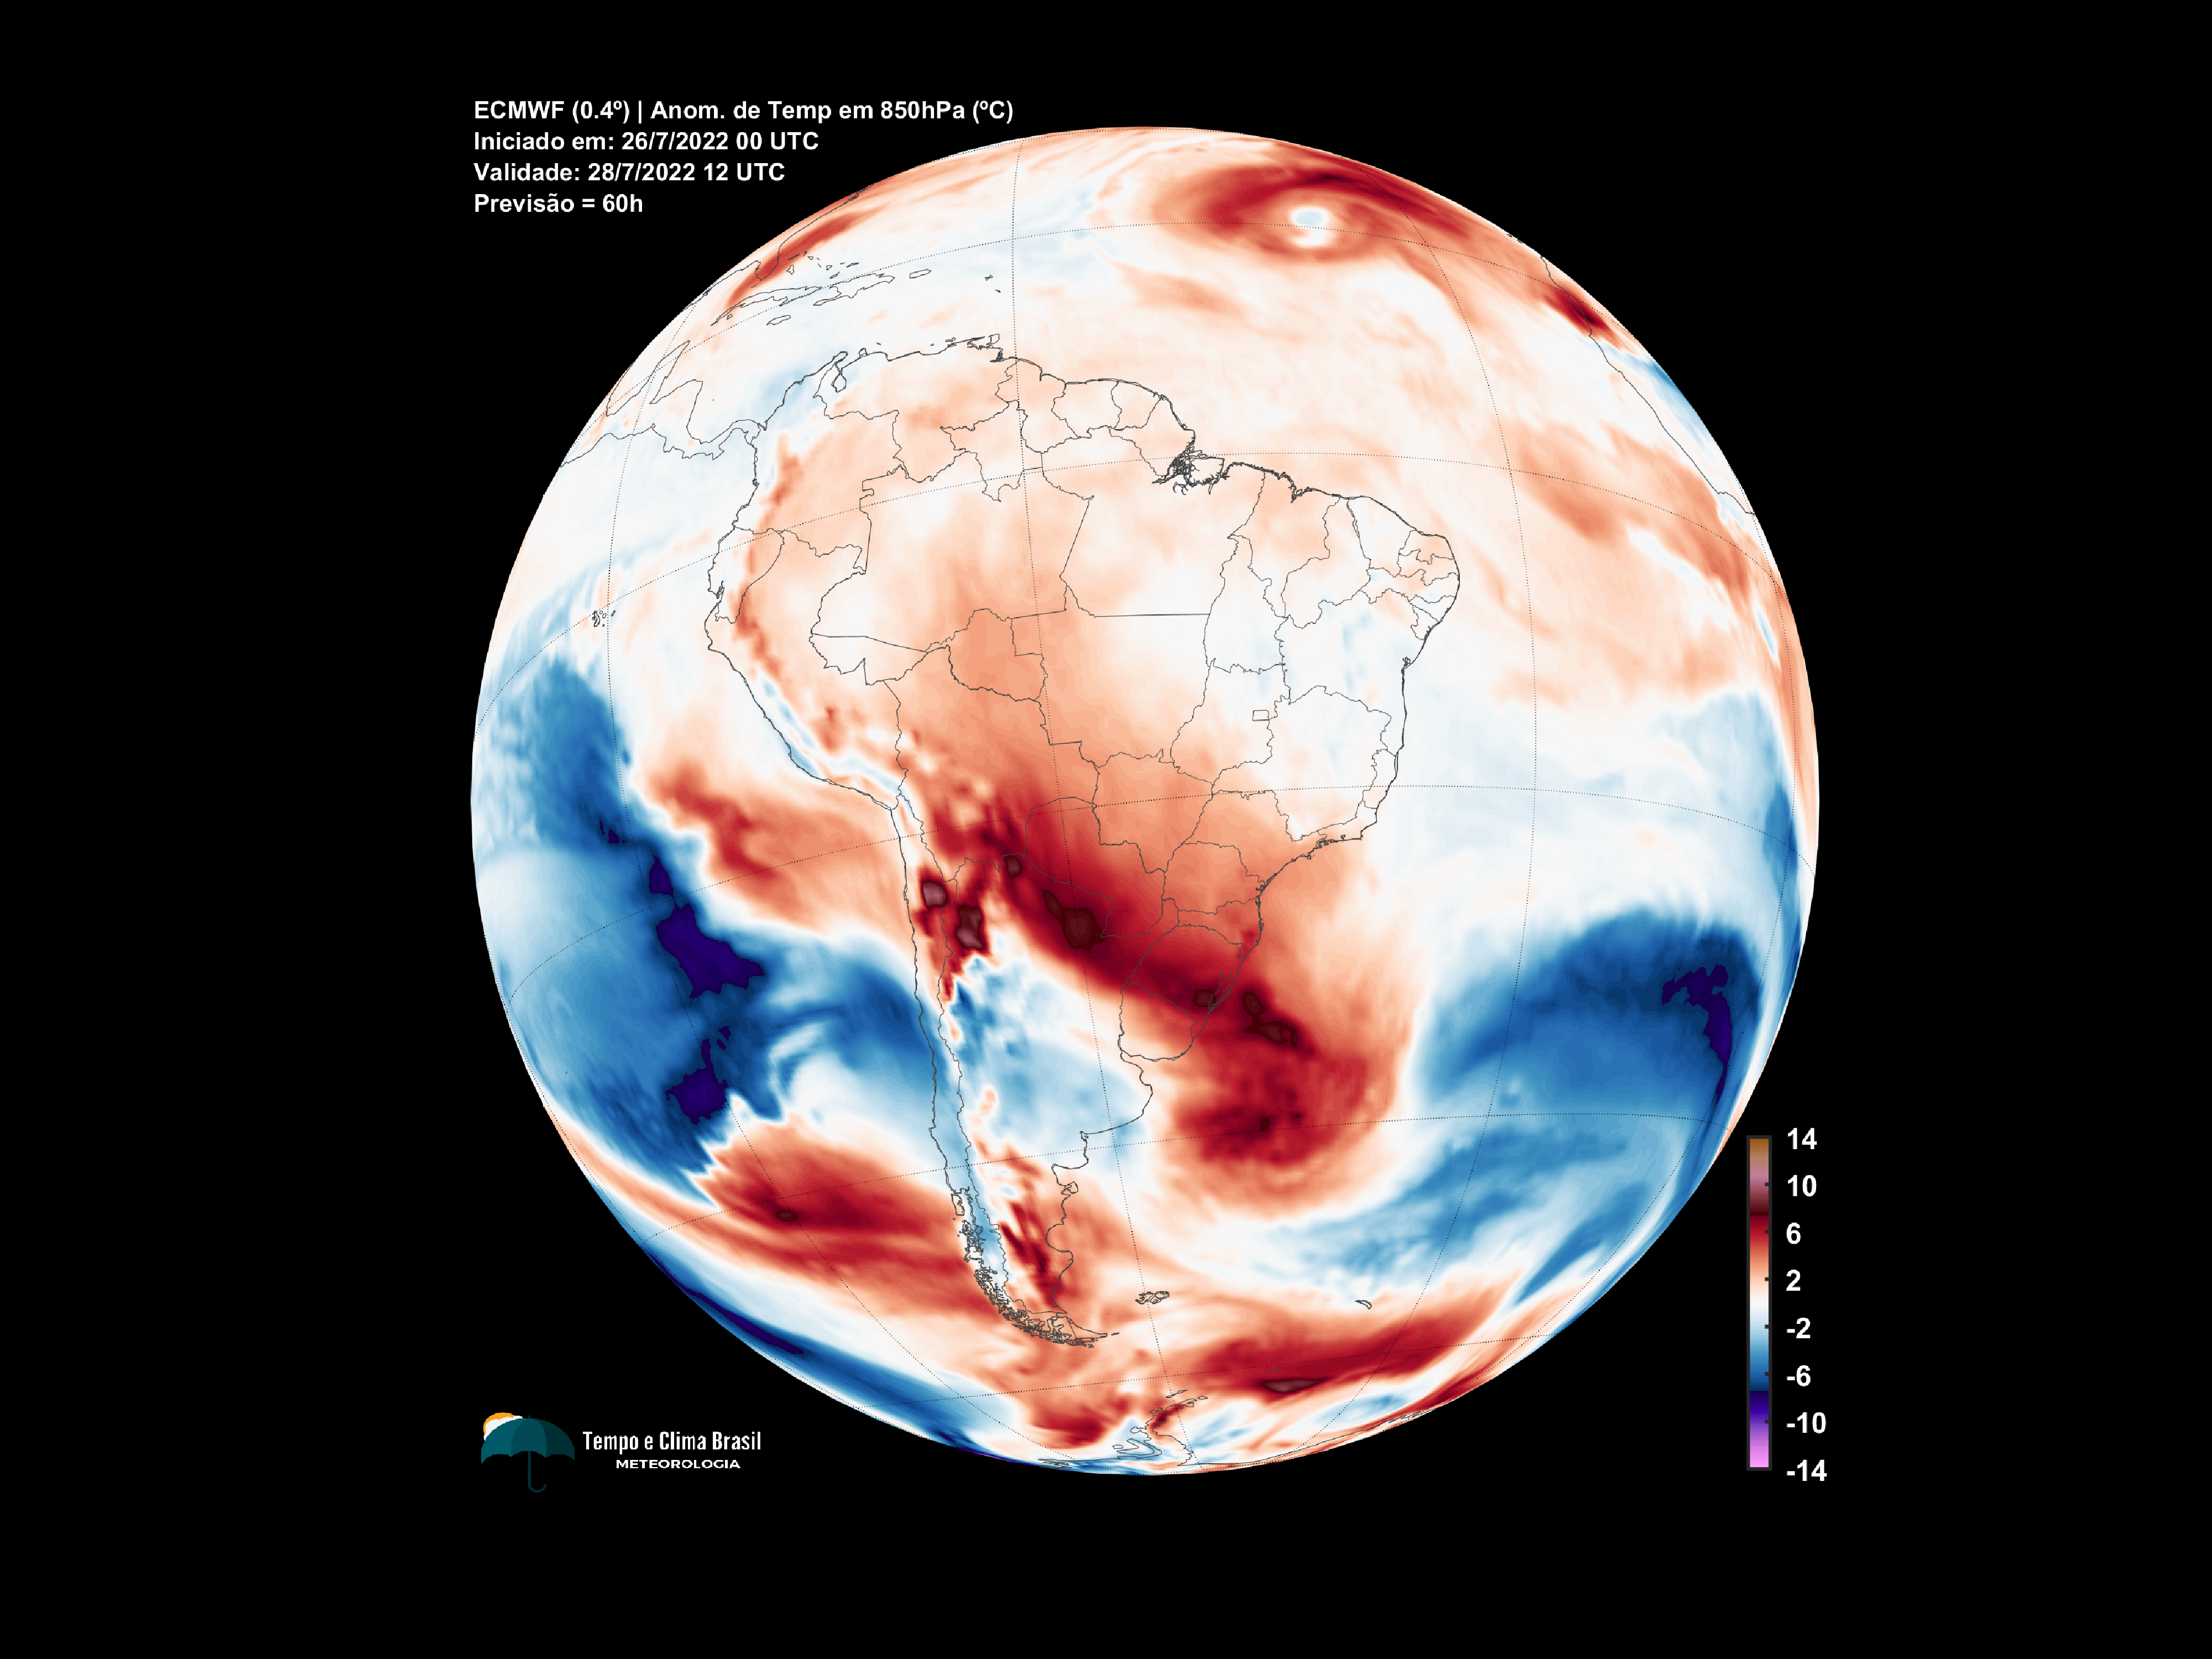 ECMWF (0.4º) | Anom. de Temp em 850hPa (ºC)
Iniciado em: 26/7/2022 00 UTC
Validade: 28/7/2022 12 UTC
Previsão = 60h
14
10
6
2
-2
-6
-10
-14
Tempo e Clima Brasil
METEOROLOGIA